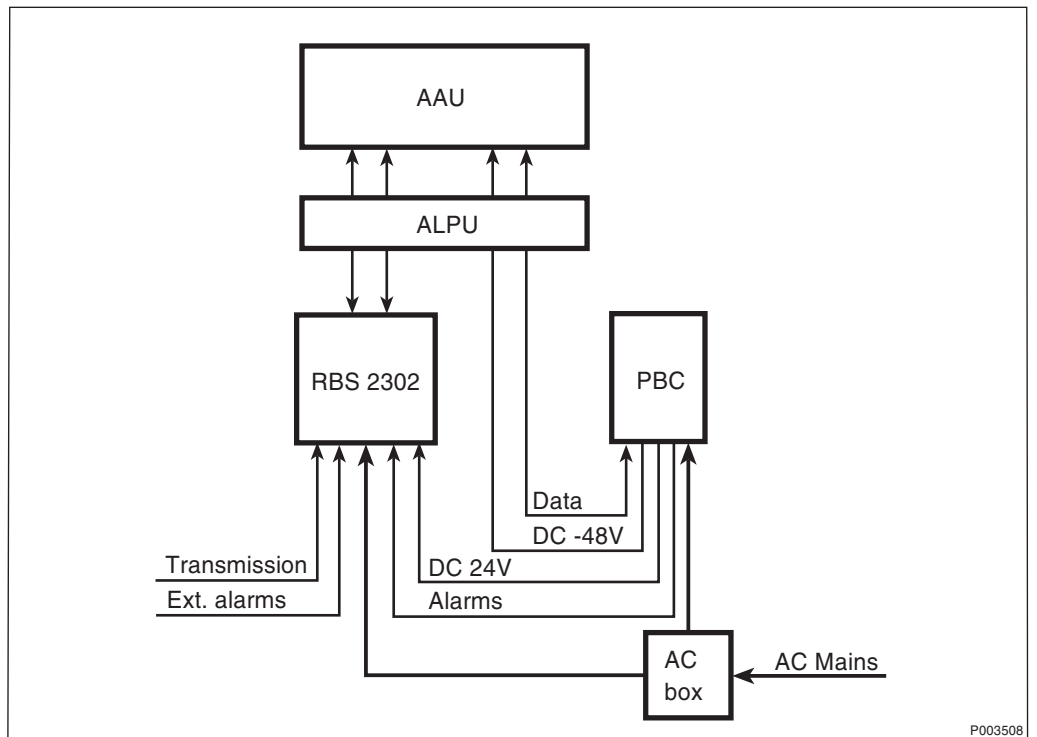 AAU
ALPU
RBS 2302
PBC
Data
DC -48V
Transmission
DC 24V
Ext. alarms
Alarms
AC
box
AC Mains
P003508